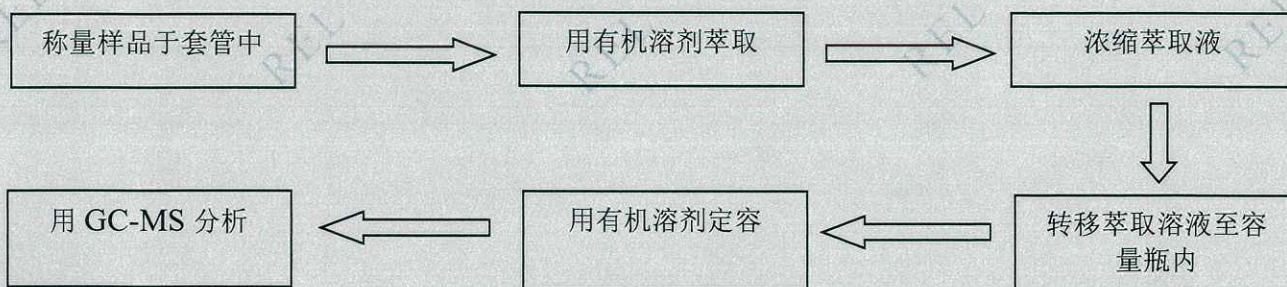 称量样品于套管中
用有机溶剂萃取
浓缩萃取液
转移萃取溶液至容
量瓶内
用有机溶剂定容
用 GC-MS 分析